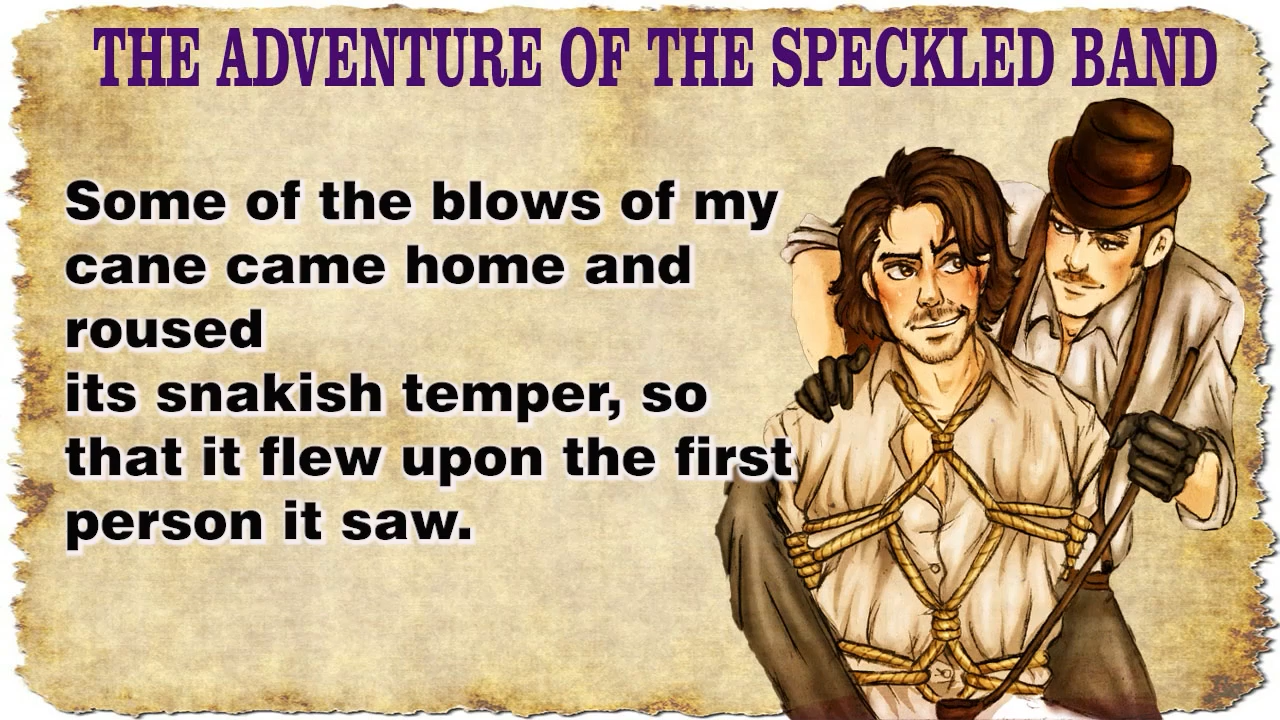 THE ADVENTURE OF THE SPECKLED BAND
Some of the blows of my
cane came home and
roused
its snakish temper, so
that it flew upon the first
person it saw.